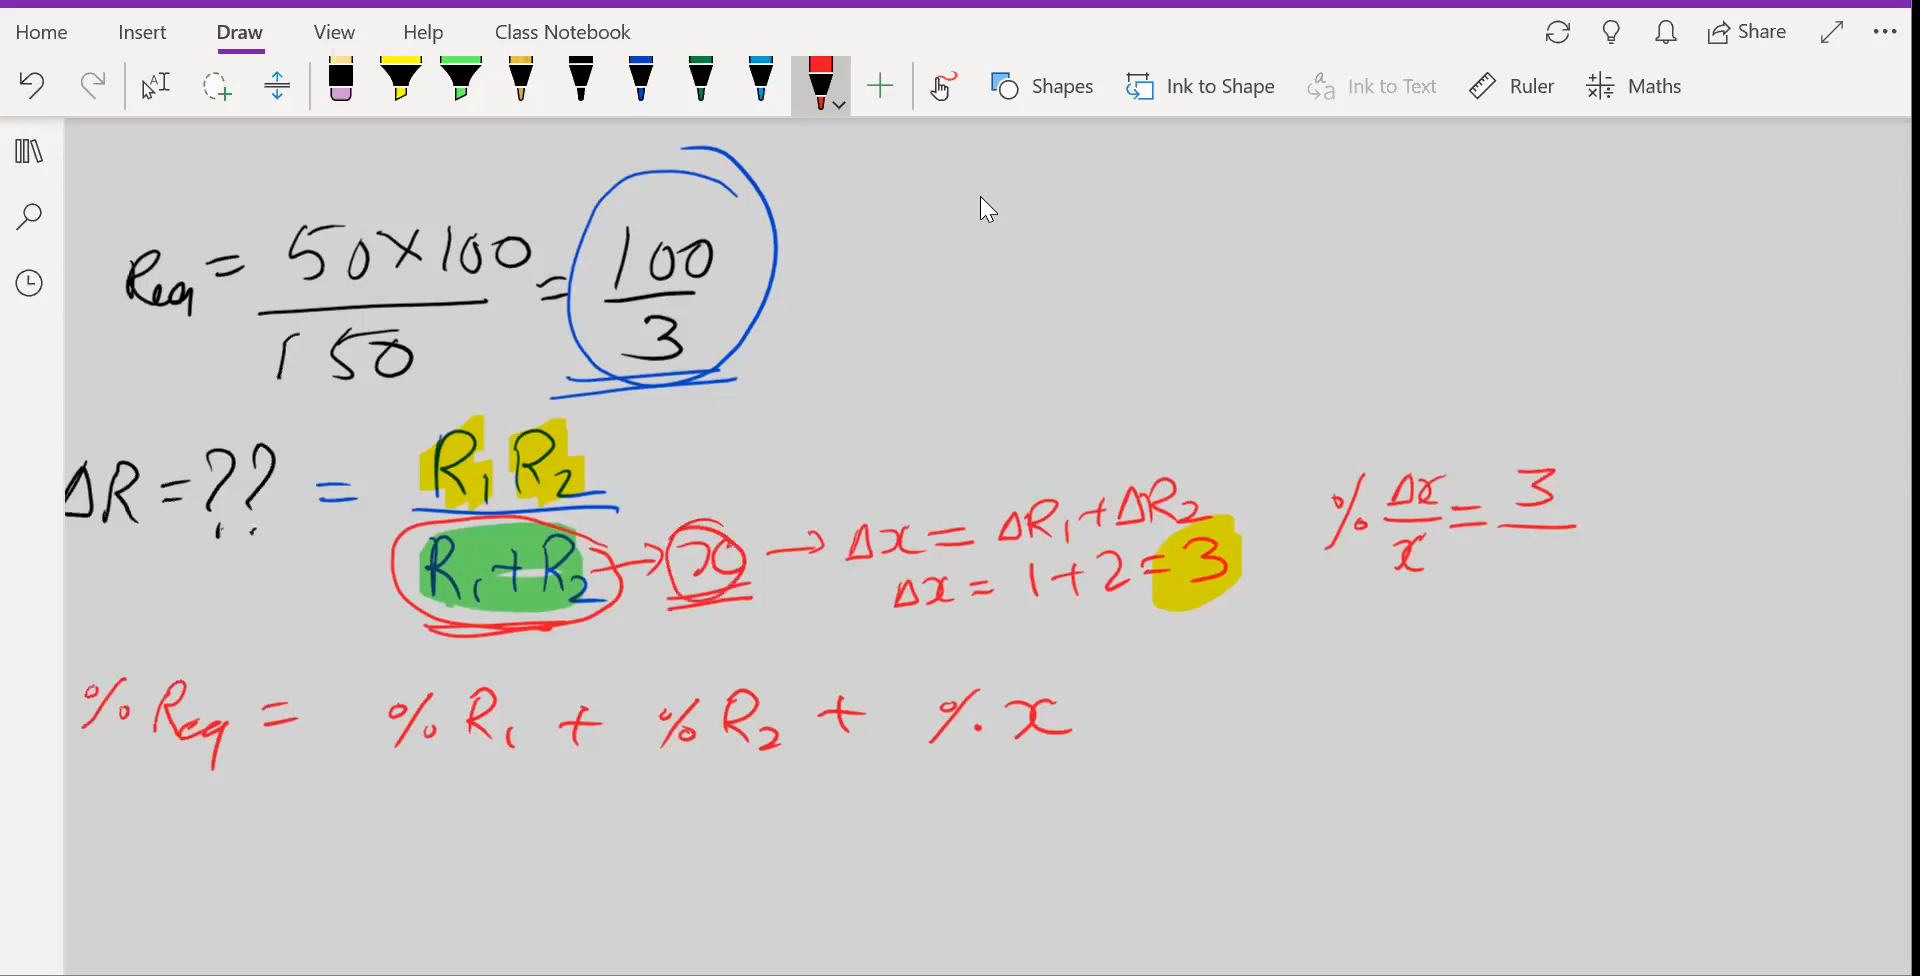 Home Insert Draw View Help Class Notebook Share
Shapes Ink to Shape Ink to Text Ruler Maths
Req = 50×100 / 150 = 100 / 3
ΔR = ?? = R₁ R₂ / R₁ + R₂ → x → Δx = ΔR₁ + ΔR₂
Δx = 1 + 2 = 3
% Δx / x = 3
% Req = % R₁ + % R₂ + % x